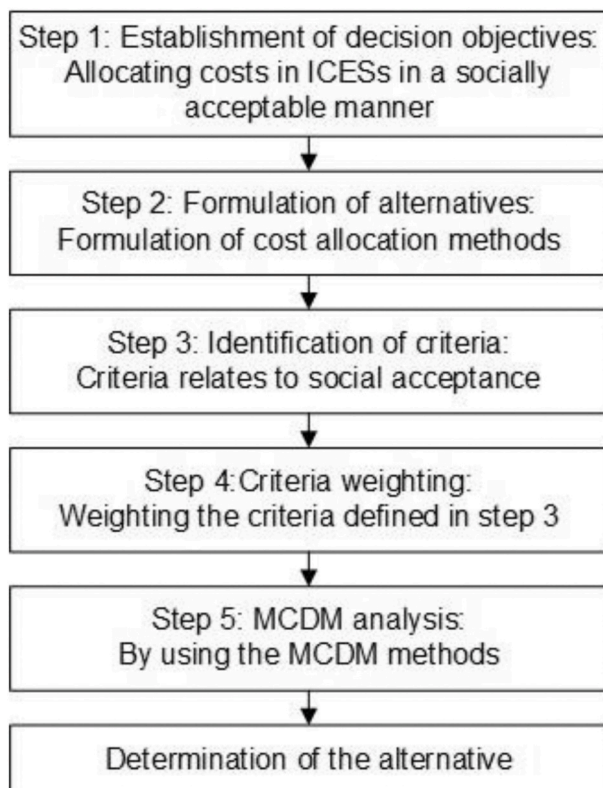 Step 1: Establishment of decision objectives:
Allocating costs in ICESs in a socially
acceptable manner
Step 2: Formulation of alternatives:
Formulation of cost allocation methods
Step 3: Identification of criteria:
Criteria relates to social acceptance
Step 4:Criteria weighting:
Weighting the criteria defined in step 3
Step 5: MCDM analysis:
By using the MCDM methods
Determination of the alternative